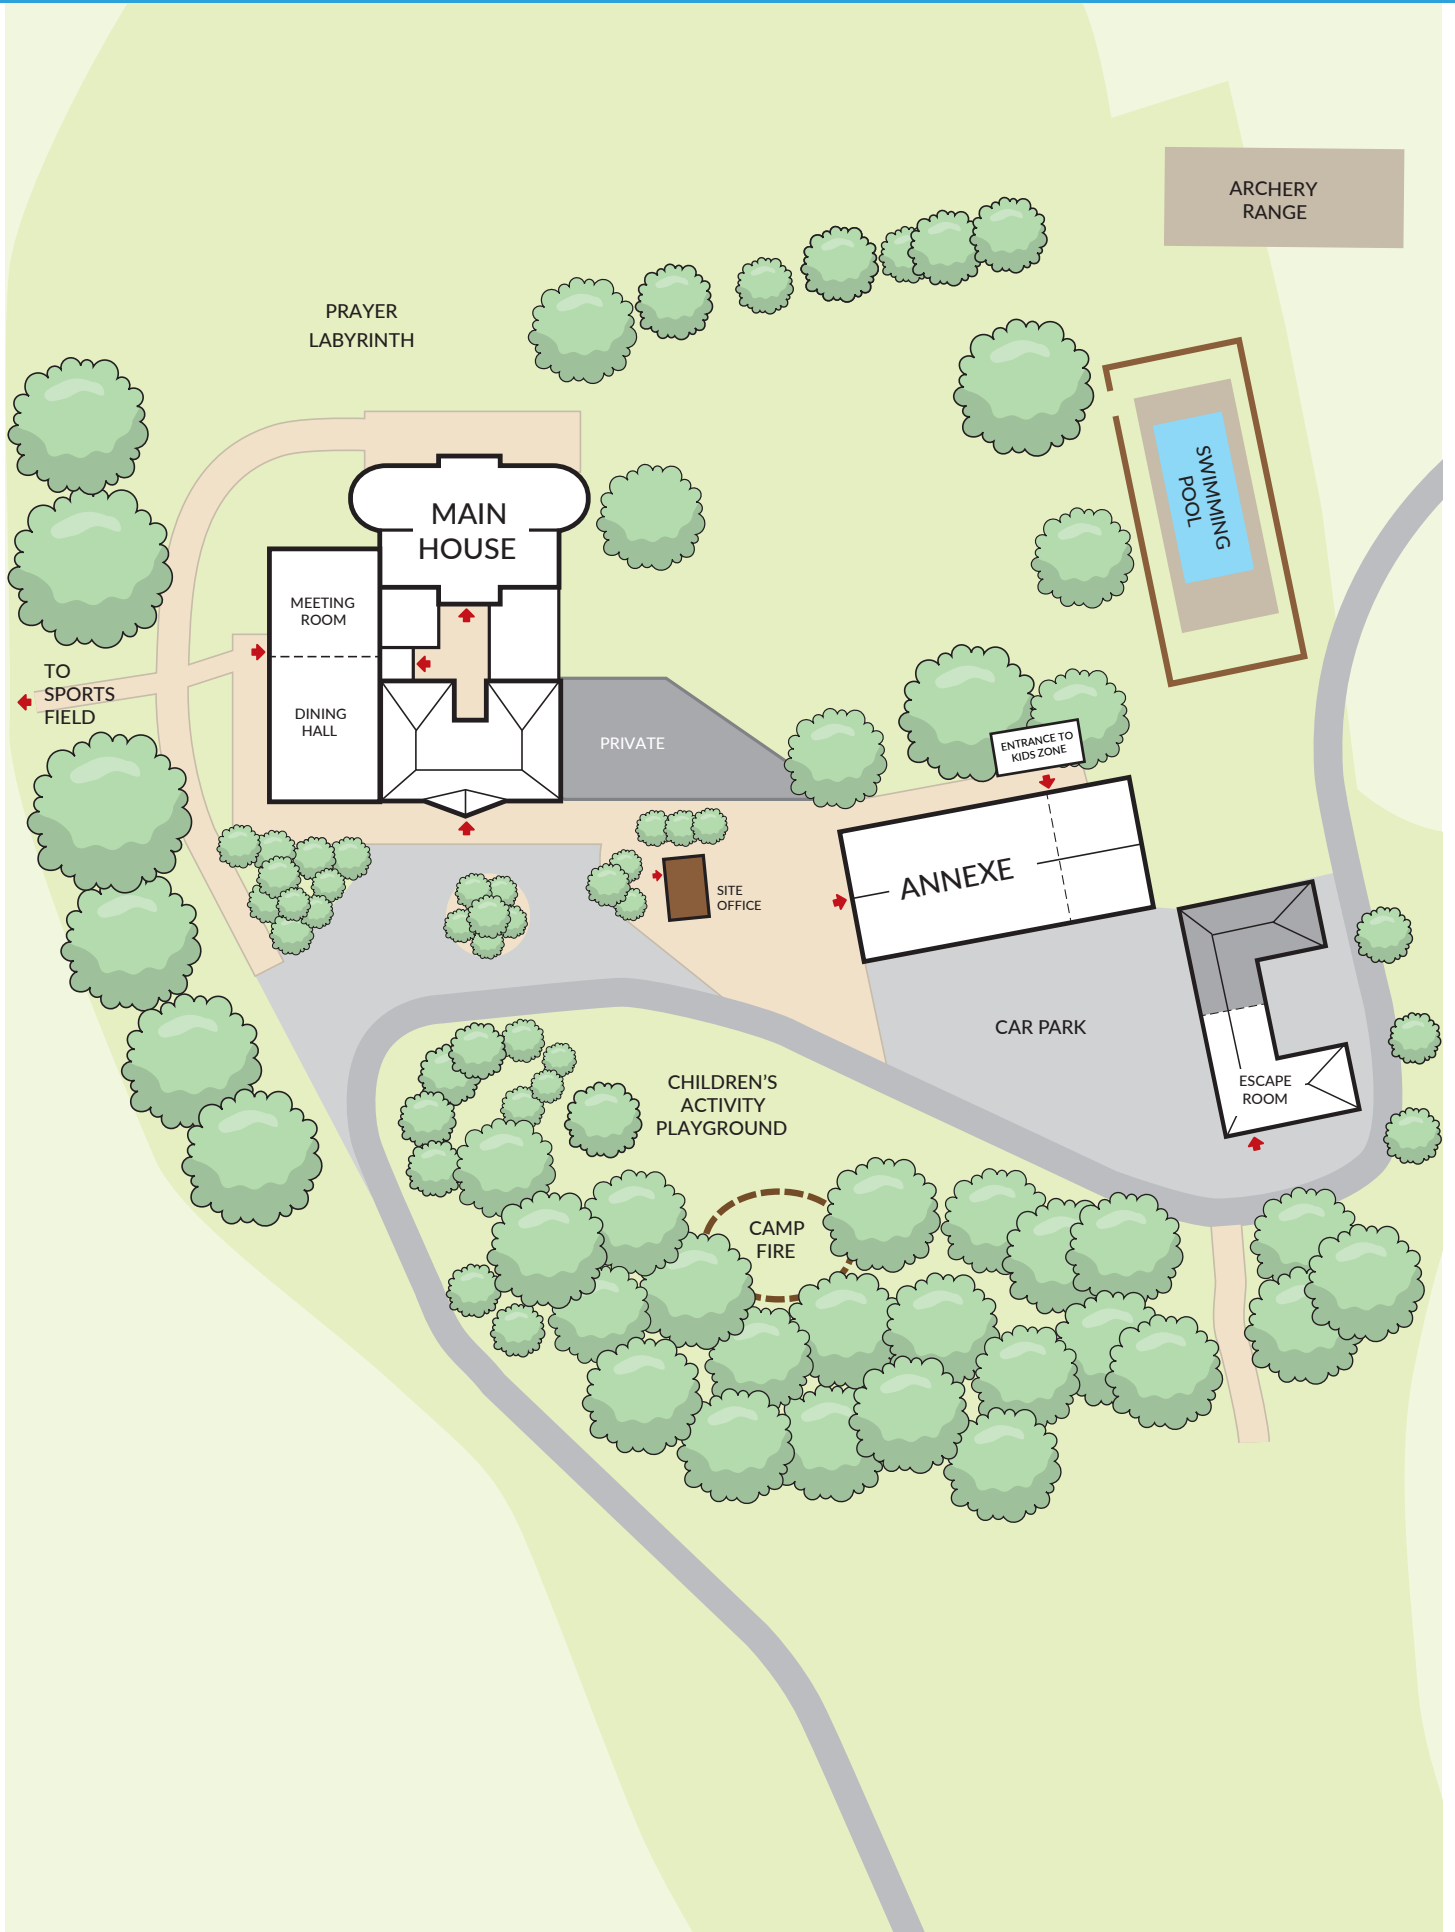 ARCHERY
RANGE
PRAYER
LABYRINTH
SWIMMING
POOL
MAIN
HOUSE
MEETING
ROOM
TO
SPORTS
FIELD
DINING
HALL
PRIVATE
ENTRANCE TO
KIDS ZONE
ANNEXE
SITE
OFFICE
CAR PARK
CHILDREN'S
ACTIVITY
PLAYGROUND
ESCAPE
ROOM
CAMP
FIRE